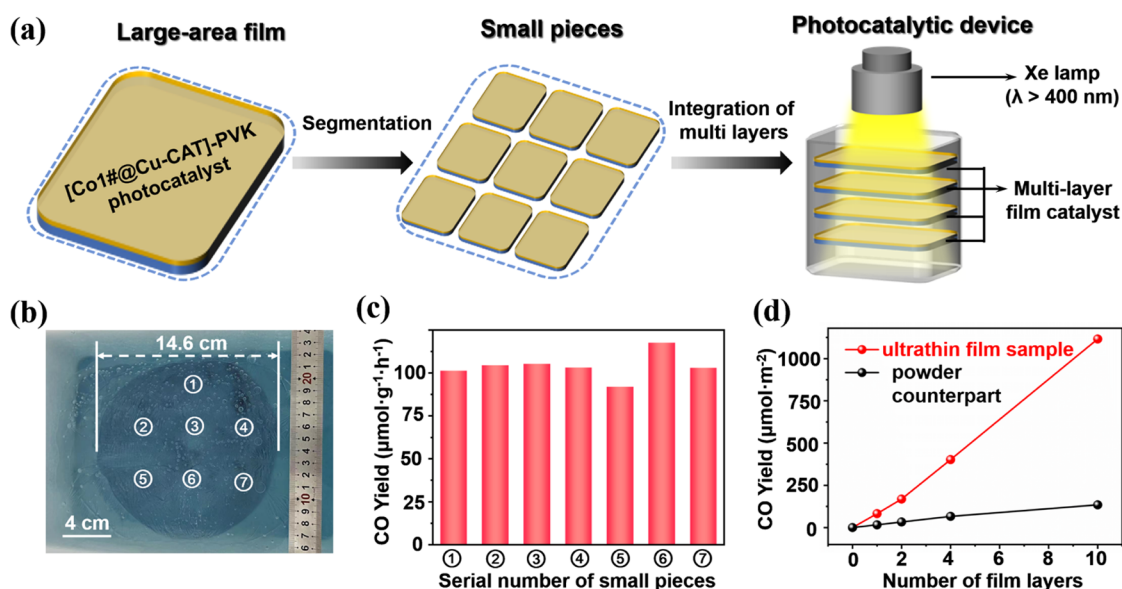 (a)
Large-area film
Small pieces
Photocatalytic device
[Co1#@Cu-CAT]-PVK
photocatalyst
Segmentation
Integration of
multi layers
Xe lamp
(λ > 400 nm)
Multi-layer
film catalyst
(b)
14.6 cm
①
②
③
④
⑤
⑥
⑦
4 cm
(c)
CO Yield (μmol·g⁻¹·h⁻¹)
100
75
50
25
0
① ② ③ ④ ⑤ ⑥ ⑦
Serial number of small pieces
(d)
CO Yield (μmol·m⁻²)
1000
750
500
250
0
ultrathin film sample
powder
counterpart
0 2 4 6 8 10
Number of film layers